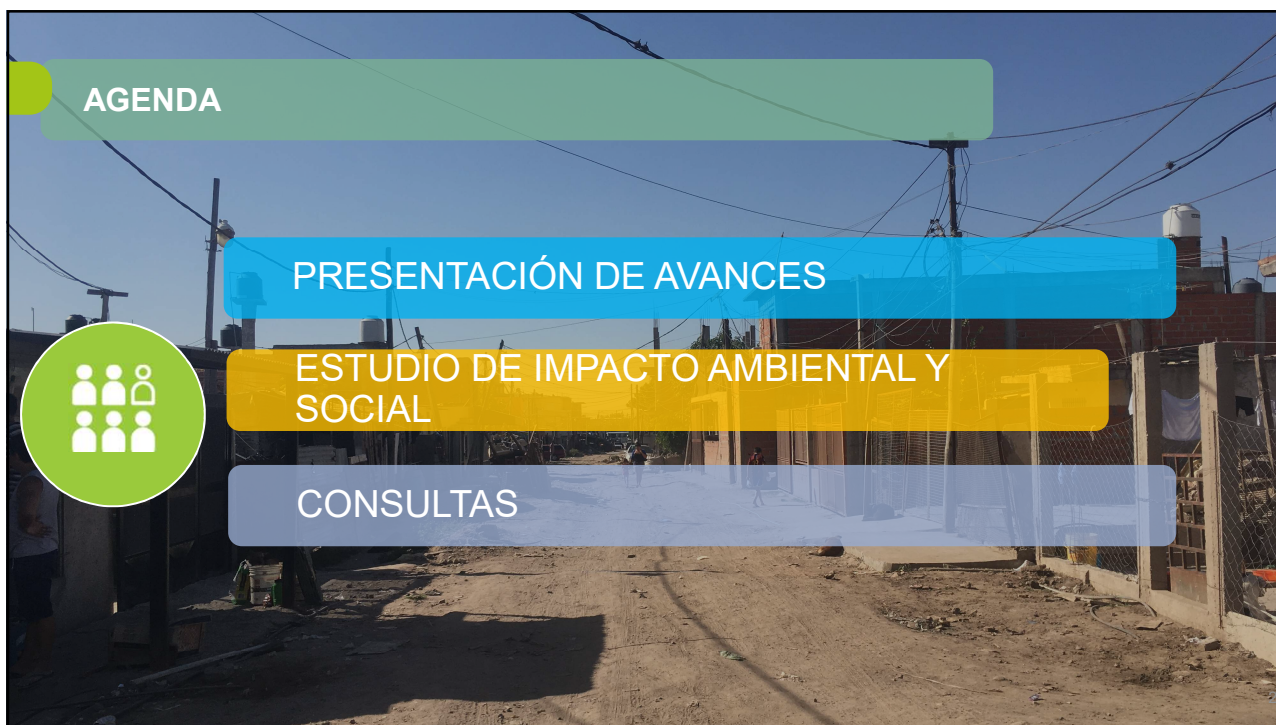 AGENDA
PRESENTACIÓN DE AVANCES
ESTUDIO DE IMPACTO AMBIENTAL Y
SOCIAL
CONSULTAS